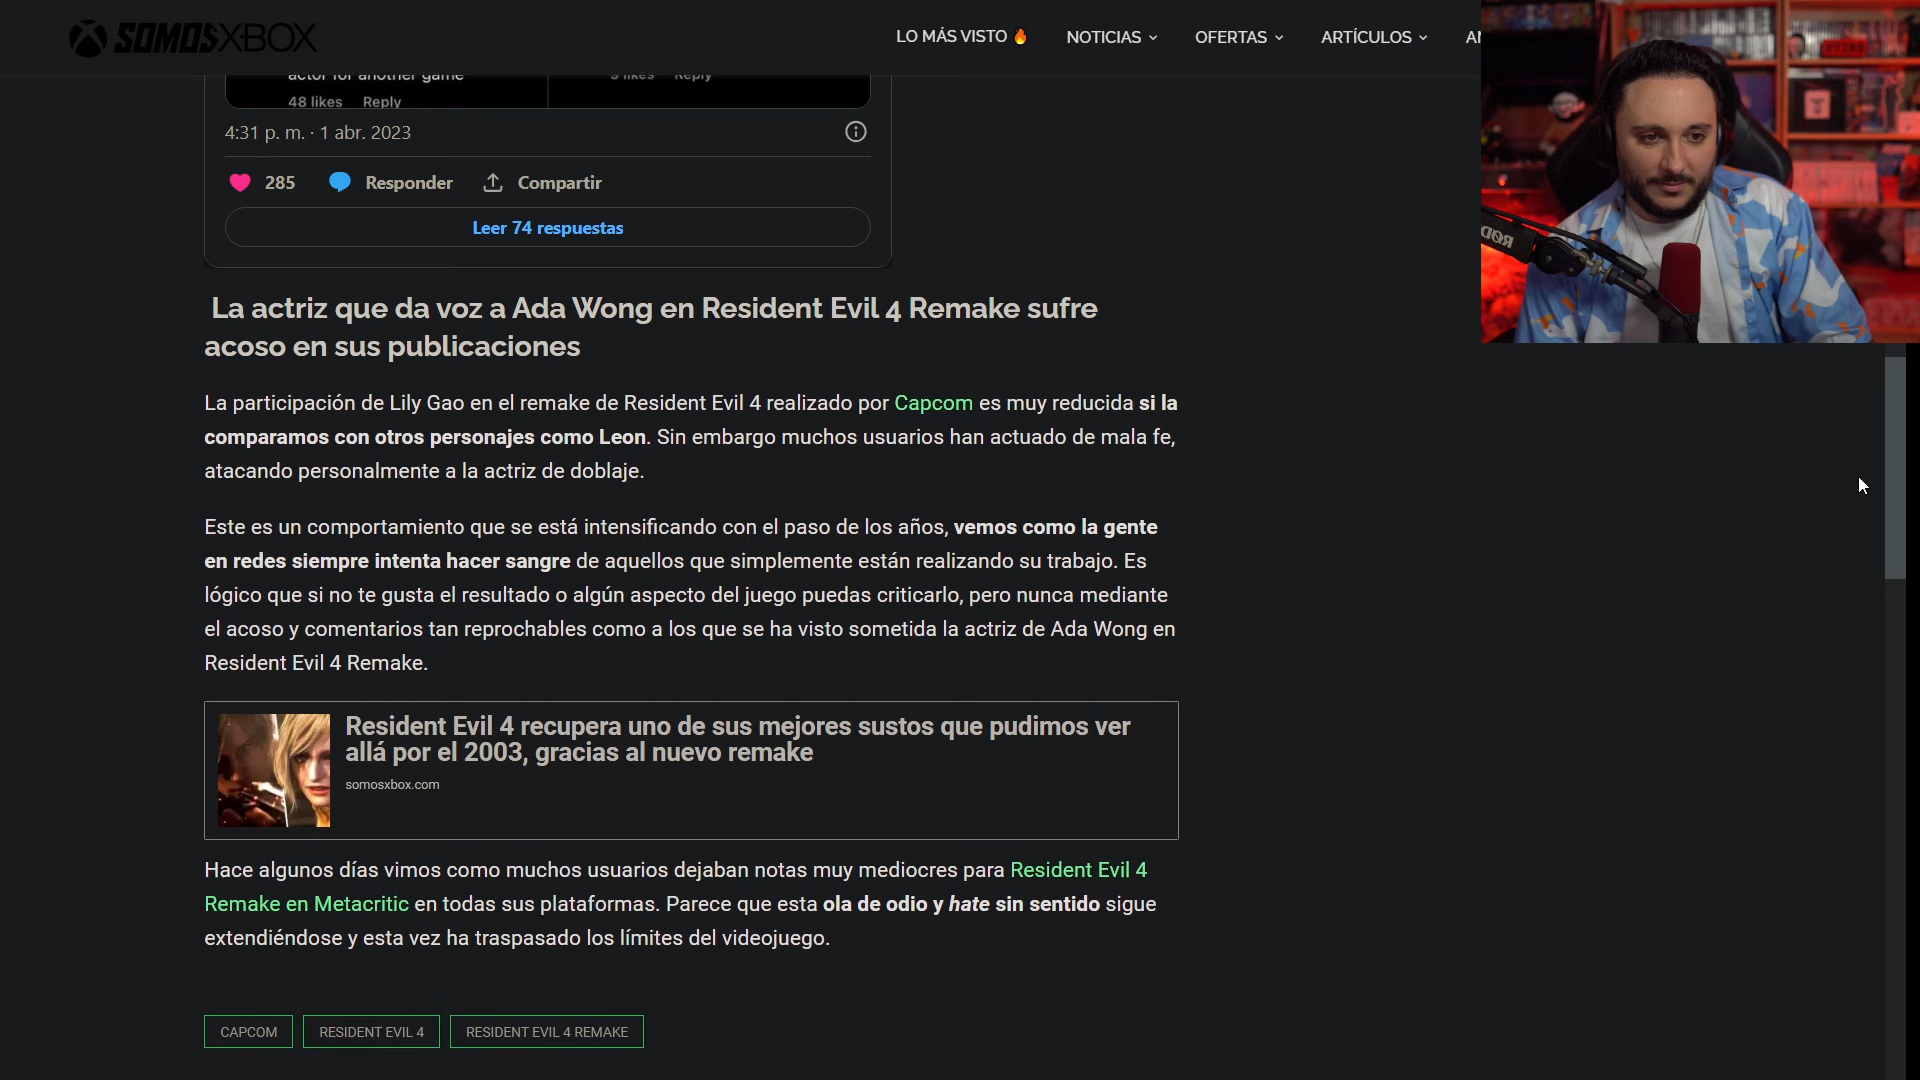 SOMOSXBOX
LO MÁS VISTO 🔥 NOTICIAS OFERTAS ARTÍCULOS
actor for another game
48 likes Reply
9 likes Reply
4:31 p. m. · 1 abr. 2023
285 Responder Compartir
Leer 74 respuestas
La actriz que da voz a Ada Wong en Resident Evil 4 Remake sufre
acoso en sus publicaciones
La participación de Lily Gao en el remake de Resident Evil 4 realizado por Capcom es muy reducida si la
comparamos con otros personajes como Leon. Sin embargo muchos usuarios han actuado de mala fe,
atacando personalmente a la actriz de doblaje.
Este es un comportamiento que se está intensificando con el paso de los años, vemos como la gente
en redes siempre intenta hacer sangre de aquellos que simplemente están realizando su trabajo. Es
lógico que si no te gusta el resultado o algún aspecto del juego puedas criticarlo, pero nunca mediante
el acoso y comentarios tan reprochables como a los que se ha visto sometida la actriz de Ada Wong en
Resident Evil 4 Remake.
Resident Evil 4 recupera uno de sus mejores sustos que pudimos ver
allá por el 2003, gracias al nuevo remake
somosxbox.com
Hace algunos días vimos como muchos usuarios dejaban notas muy mediocres para Resident Evil 4
Remake en Metacritic en todas sus plataformas. Parece que esta ola de odio y hate sin sentido sigue
extendiéndose y esta vez ha traspasado los límites del videojuego.
CAPCOM RESIDENT EVIL 4 RESIDENT EVIL 4 REMAKE
RØDE